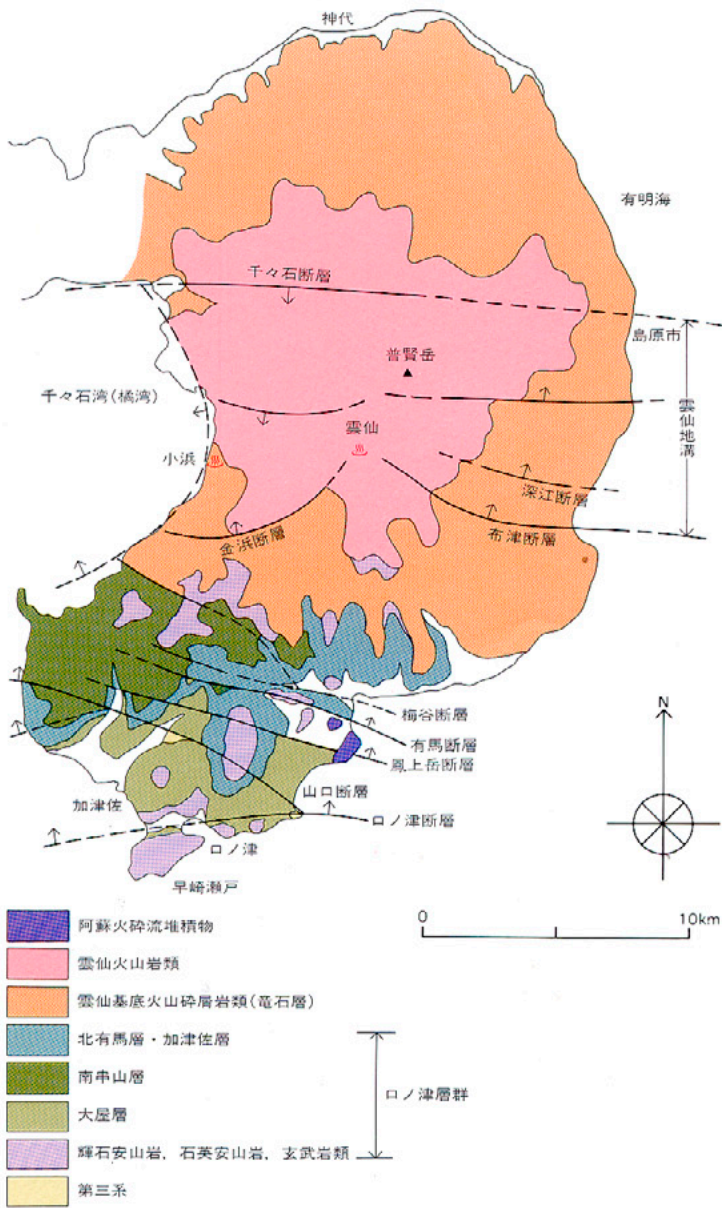 神代
有明海
千々石断層
島原市
普賢岳
千々石湾(橘湾)
雲仙
雲仙地溝
小浜
深江断層
金浜断層
布津断層
梅谷断層
有馬断層
鳳上岳断層
山口断層
加津佐
口ノ津断層
口ノ津
早崎瀬戸
N
0 10km
阿蘇火砕流堆積物
雲仙火山岩類
雲仙基底火山砕屑岩類(竜石層)
北有馬層・加津佐層
南串山層
口ノ津層群
大屋層
輝石安山岩, 石英安山岩, 玄武岩類
第三系